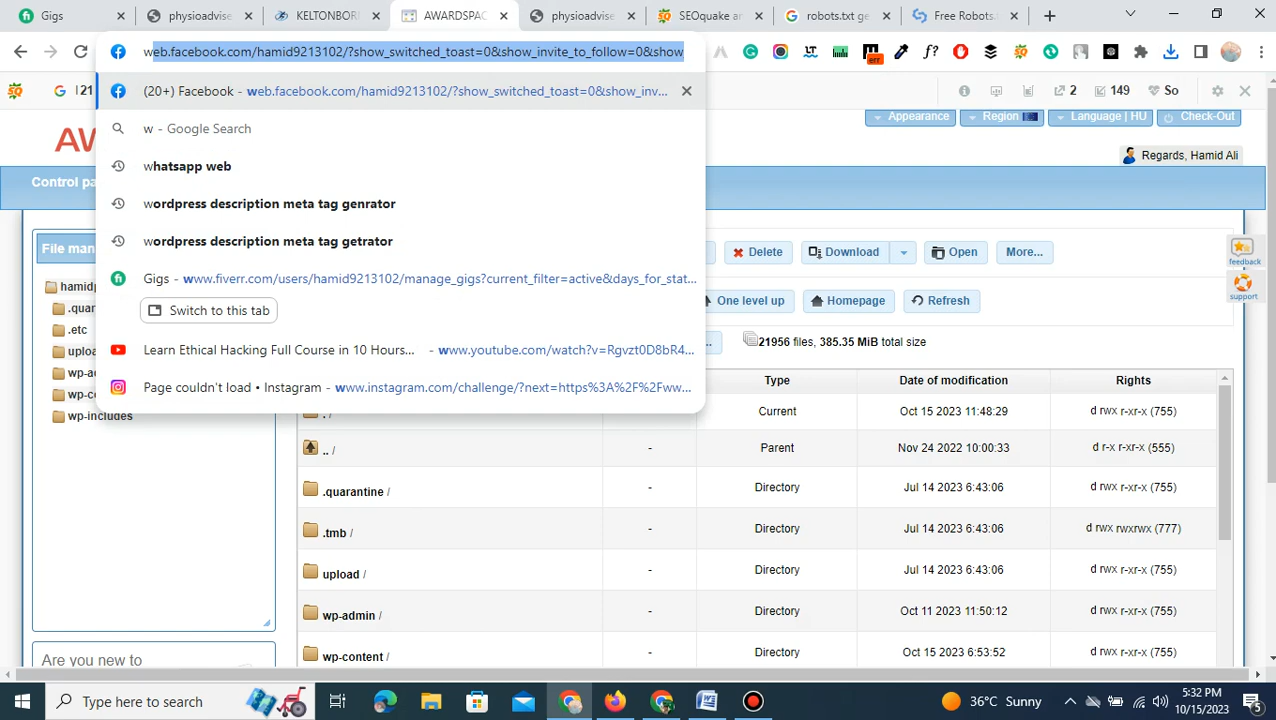 Gigs
physioadvise
KELTONBOR
AWARDSPAC
physioadvise
SEOquake an
robots.txt ge
Free Robots.
web.facebook.com/hamid9213102/?show_switched_toast=0&show_invite_to_follow=0&show
(20+) Facebook - web.facebook.com/hamid9213102/?show_switched_toast=0&show_inv...
w - Google Search
whatsapp web
wordpress description meta tag genrator
wordpress description meta tag getrator
Gigs - www.fiverr.com/users/hamid9213102/manage_gigs?current_filter=active&days_for_stat...
Switch to this tab
Learn Ethical Hacking Full Course in 10 Hours... - www.youtube.com/watch?v=Rgvzt0D8bR4...
Page couldn't load • Instagram - www.instagram.com/challenge/?next=https%3A%2F%2Fww...
I 21
2
149
So
AW
Appearance
Region
Language | HU
Check-Out
Regards, Hamid Ali
Control pa
File man
Delete
Download
Open
More...
One level up
Homepage
Refresh
21956 files, 385.35 MiB total size
hamidp
.quar
.etc
uploa
wp-a
wp-c
wp-includes
Type
Date of modification
Rights
. /
Current
Oct 15 2023 11:48:29
d rwx r-xr-x (755)
.. /
-
Parent
Nov 24 2022 10:00:33
d r-x r-xr-x (555)
.quarantine /
-
Directory
Jul 14 2023 6:43:06
d rwx r-xr-x (755)
.tmb /
-
Directory
Jul 14 2023 6:43:06
d rwx rwxrwx (777)
upload /
-
Directory
Jul 14 2023 6:43:06
d rwx r-xr-x (755)
wp-admin /
-
Directory
Oct 11 2023 11:50:12
d rwx r-xr-x (755)
wp-content /
-
Directory
Oct 15 2023 6:53:52
d rwx r-xr-x (755)
feedback
support
Are you new to
Type here to search
36°C Sunny
5:32 PM
10/15/2023
5